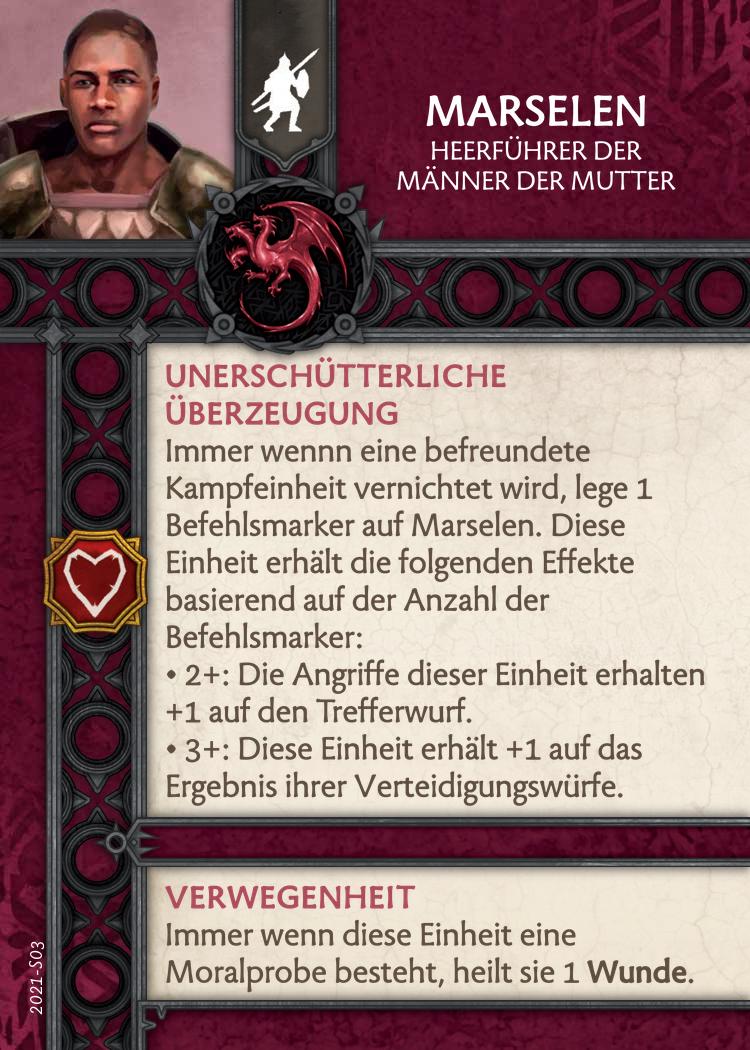 MARSELEN
HEERFÜHRER DER
MÄNNER DER MUTTER
UNERSCHÜTTERLICHE
ÜBERZEUGUNG
Immer wennn eine befreundete
Kampfeinheit vernichtet wird, lege 1
Befehlsmarker auf Marselen. Diese
Einheit erhält die folgenden Effekte
basierend auf der Anzahl der
Befehlsmarker:
• 2+: Die Angriffe dieser Einheit erhalten
+1 auf den Trefferwurf.
• 3+: Diese Einheit erhält +1 auf das
Ergebnis ihrer Verteidigungswürfe.
VERWEGENHEIT
Immer wenn diese Einheit eine
Moralprobe besteht, heilt sie 1 Wunde.
2021-S03